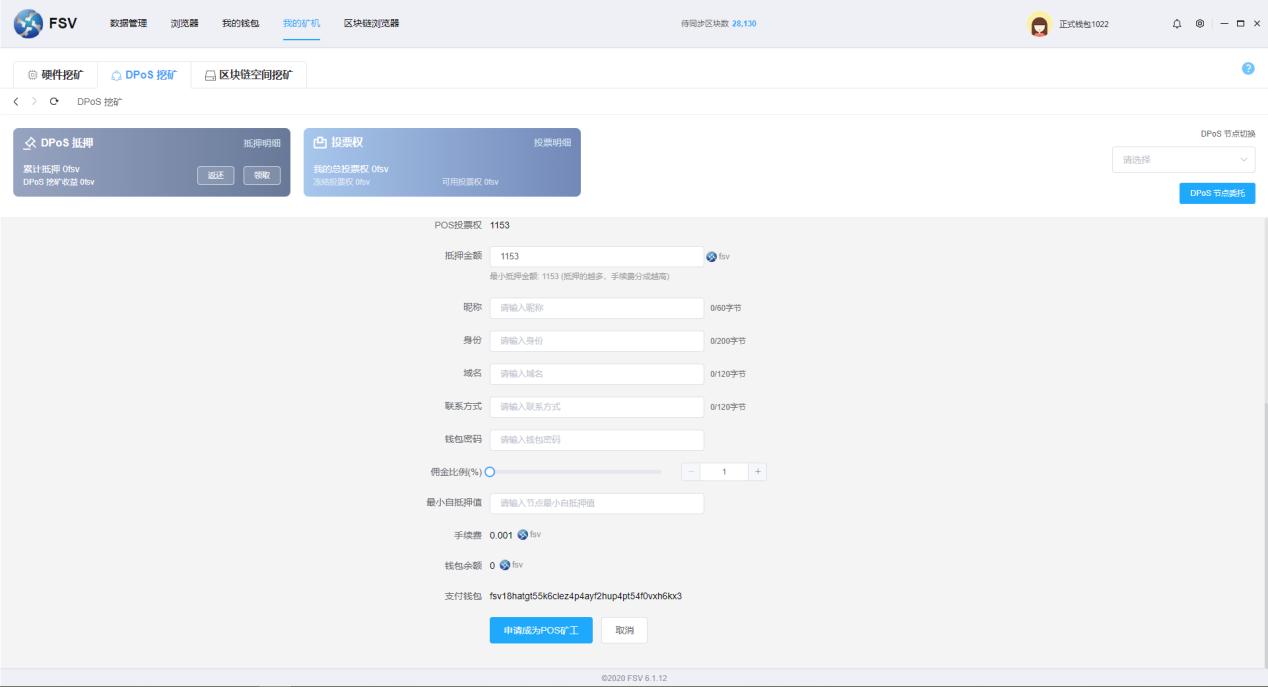 FSV
数据管理 浏览器 我的钱包 我的矿机 区块链浏览器
待同步区块数 28,130
正式钱包1022
硬件挖矿 DPoS 挖矿 区块链空间挖矿
DPoS 挖矿
DPoS 抵押 抵押明细
累计抵押 0fsv
DPoS 挖矿收益 0fsv
返还 领取
投票权 投票明细
我的总投票权 0fsv
冻结投票权 0fsv 可用投票权 0fsv
DPoS 节点切换
请选择
DPoS 节点委托
POS投票权 1153
抵押金额 1153 fsv
最小抵押金额: 1153 (抵押的越多、手续费分成越高)
昵称 请输入昵称 0/60字节
身份 请输入身份 0/200字节
域名 请输入域名 0/120字节
联系方式 请输入联系方式 0/120字节
钱包密码 请输入钱包密码
佣金比例(%) − 1 +
最小自抵押值 请输入节点最小自抵押值
手续费 0.001 fsv
钱包余额 0 fsv
支付钱包 fsv18hatgt55k6clez4p4ayf2hup4pt54f0vxh6kx3
申请成为POS矿工 取消
©2020 FSV 6.1.12